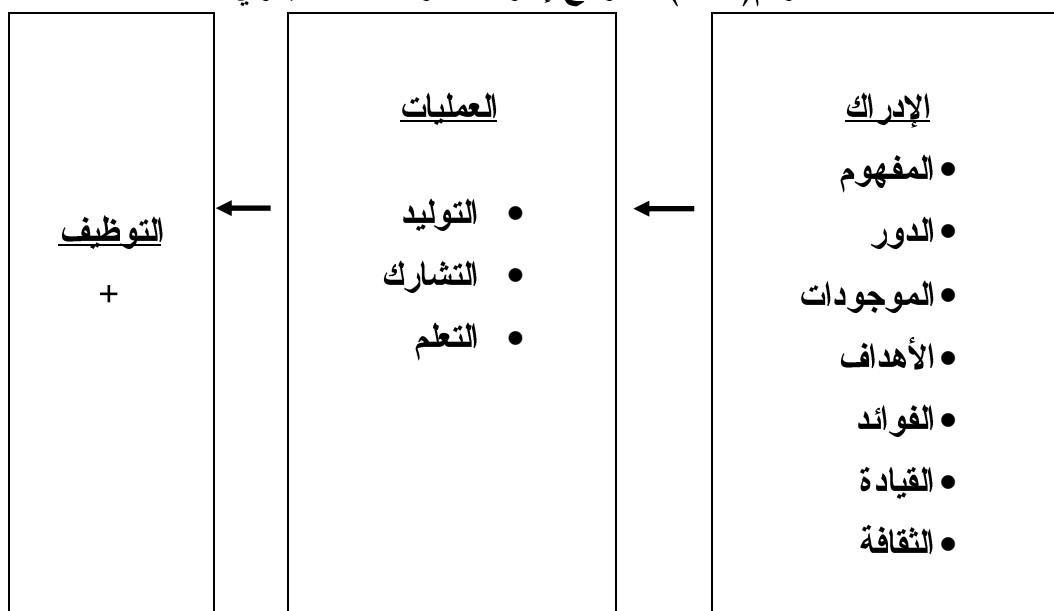 الإدراك
• المفهوم
• الدور
• الموجودات
• الأهداف
• الفوائد
• القيادة
• الثقافة
العمليات
• التوليد
• التشارك
• التعلم
التوظيف
+